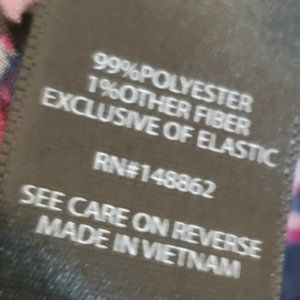 99%POLYESTER
1%OTHER FIBER
EXCLUSIVE OF ELASTIC
RN#148862
SEE CARE ON REVERSE
MADE IN VIETNAM